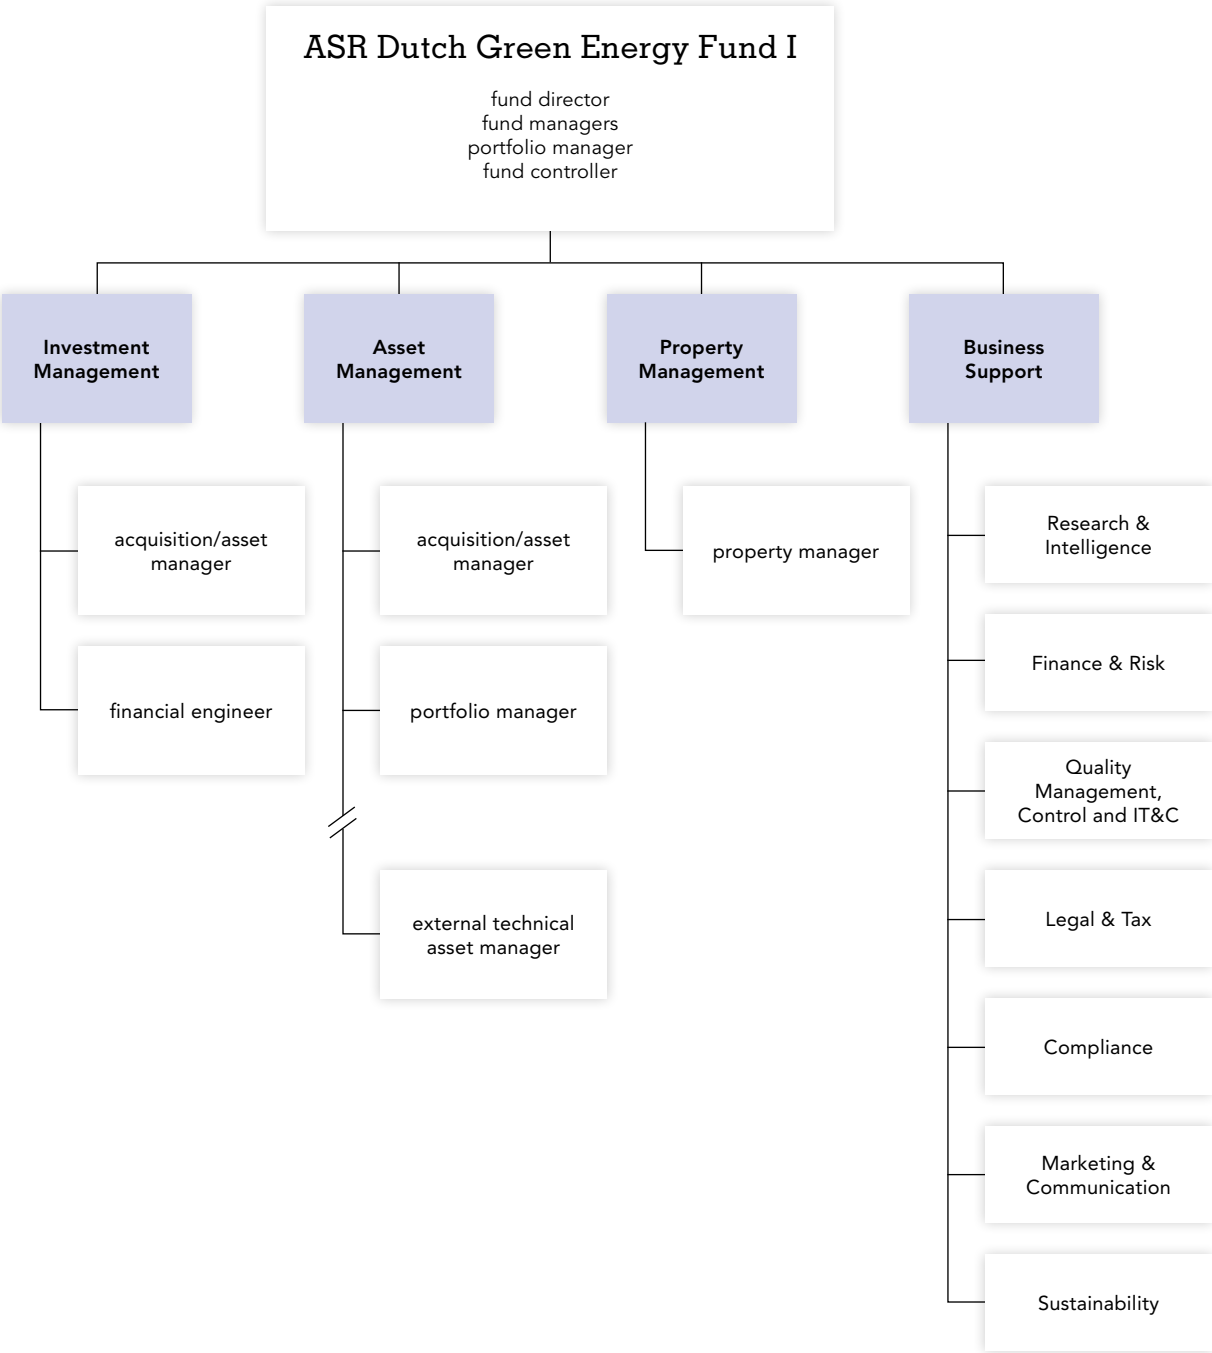 ASR Dutch Green Energy Fund I
fund director
fund managers
portfolio manager
fund controller
Investment
Management
Asset
Management
Property
Management
Business
Support
acquisition/asset
manager
financial engineer
acquisition/asset
manager
portfolio manager
external technical
asset manager
property manager
Research &
Intelligence
Finance & Risk
Quality
Management,
Control and IT&C
Legal & Tax
Compliance
Marketing &
Communication
Sustainability